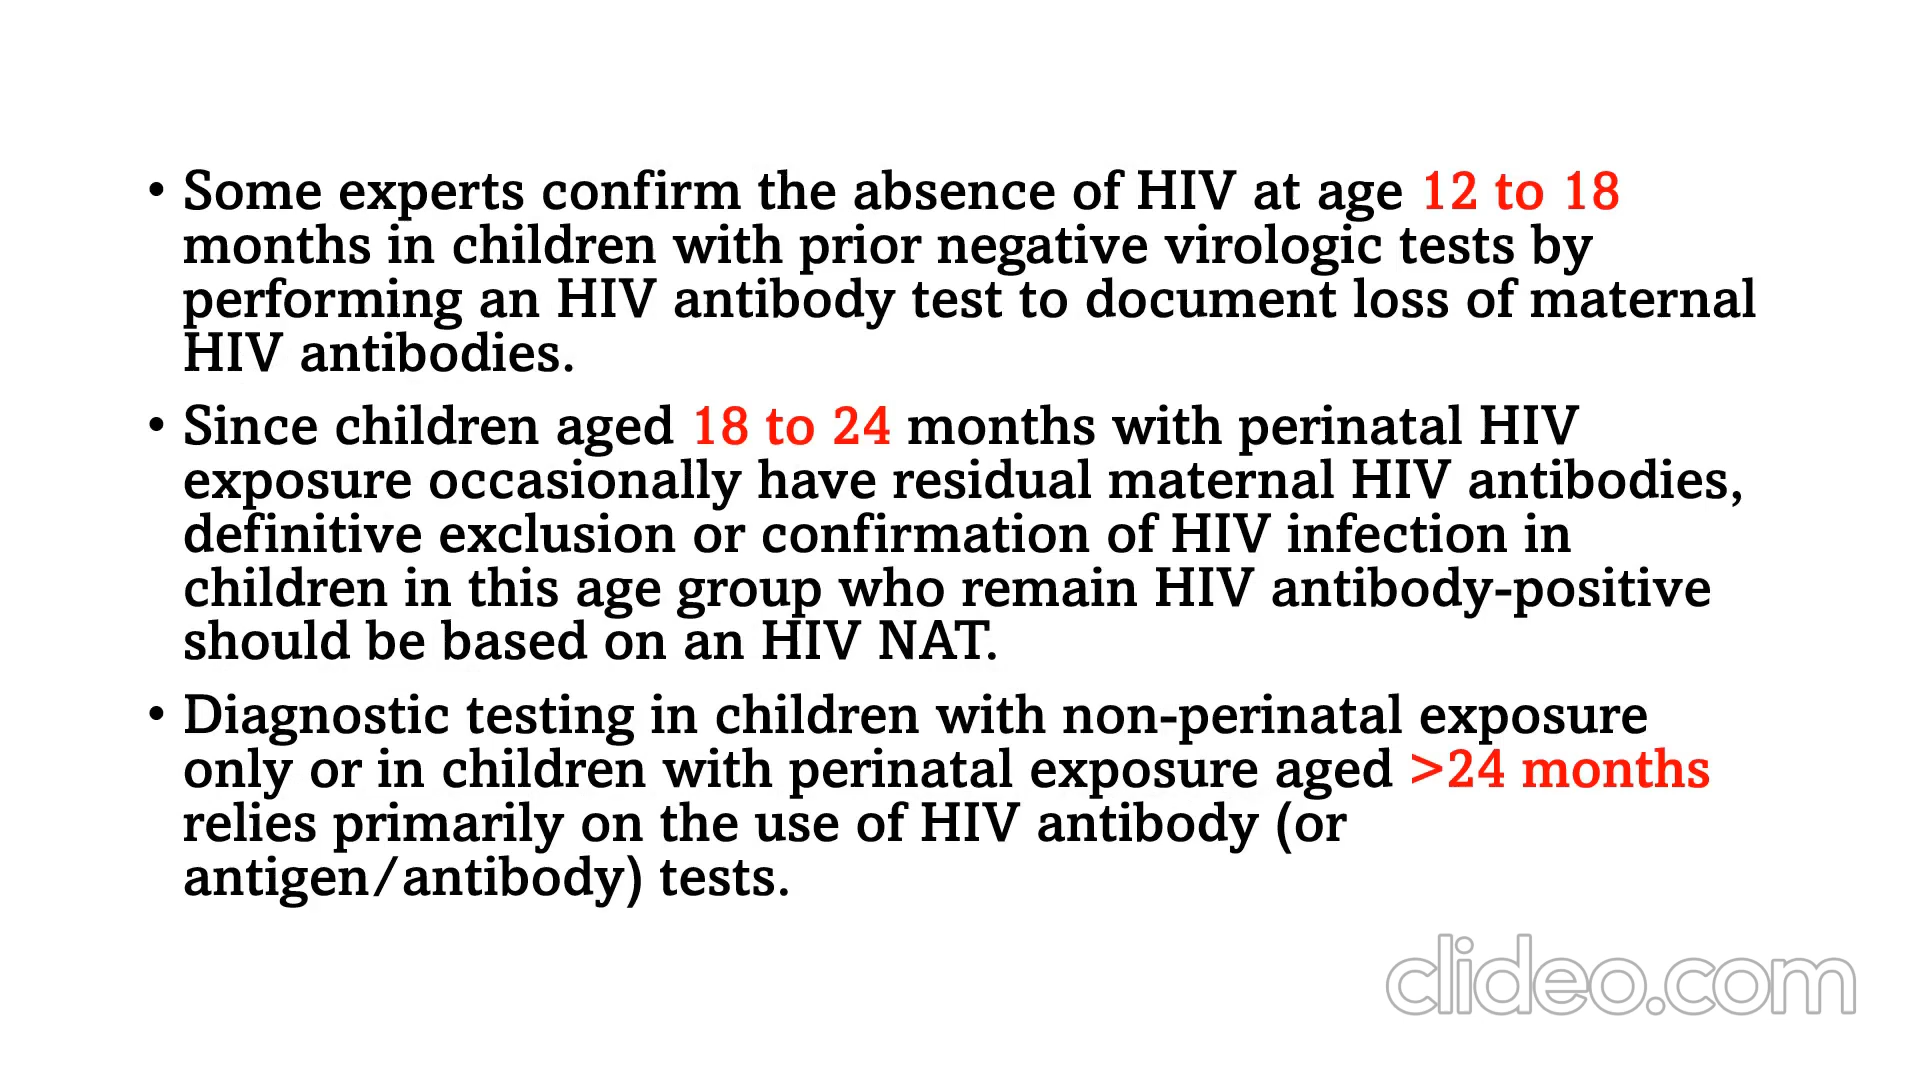 • Some experts confirm the absence of HIV at age 12 to 18
months in children with prior negative virologic tests by
performing an HIV antibody test to document loss of maternal
HIV antibodies.
• Since children aged 18 to 24 months with perinatal HIV
exposure occasionally have residual maternal HIV antibodies,
definitive exclusion or confirmation of HIV infection in
children in this age group who remain HIV antibody-positive
should be based on an HIV NAT.
• Diagnostic testing in children with non-perinatal exposure
only or in children with perinatal exposure aged >24 months
relies primarily on the use of HIV antibody (or
antigen/antibody) tests.
clideo.com